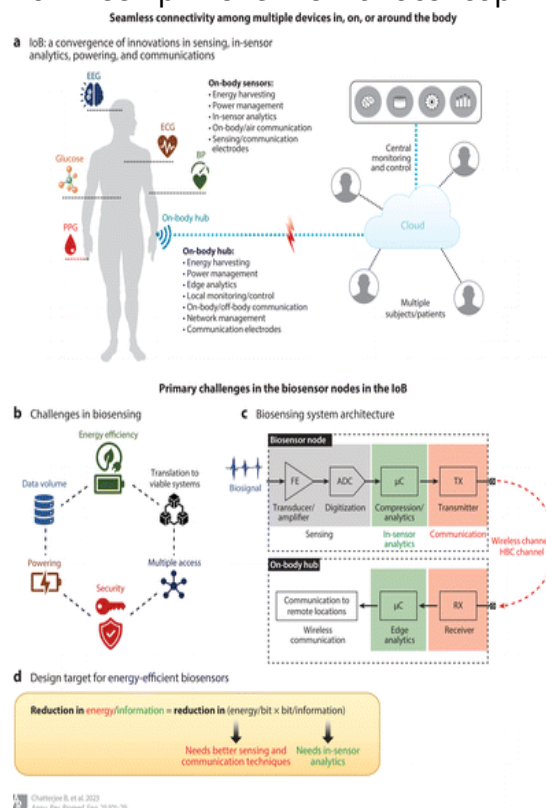 Seamless connectivity among multiple devices in, on, or around the body
a IoB: a convergence of innovations in sensing, in-sensor
analytics, powering, and communications
EEG
ECG
Glucose
BP
PPG
On-body sensors:
• Energy harvesting
• Power management
• In-sensor analytics
• On-body/air communication
• Sensing/communication
electrodes
On-body hub
On-body hub:
• Energy harvesting
• Power management
• Edge analytics
• Local monitoring/control
• On-body/off-body communication
• Network management
• Communication electrodes
Central
monitoring
and control
Cloud
Multiple
subjects/patients
Primary challenges in the biosensor nodes in the IoB
b Challenges in biosensing
Energy efficiency
Data volume
Translation to
viable systems
Powering
Multiple access
Security
c Biosensing system architecture
Biosensor node
Biosignal
FE
ADC
μC
TX
Transducer/
amplifier
Digitization
Compression/
analytics
Transmitter
Sensing
In-sensor
analytics
Communication
Wireless channel
HBC channel
On-body hub
Communication to
remote locations
μC
RX
Wireless
communication
Edge
analytics
Receiver
d Design target for energy-efficient biosensors
Reduction in energy/information = reduction in (energy/bit × bit/information)
Needs better sensing and
communication techniques
Needs in-sensor
analytics
Chatterjee B, et al. 2023